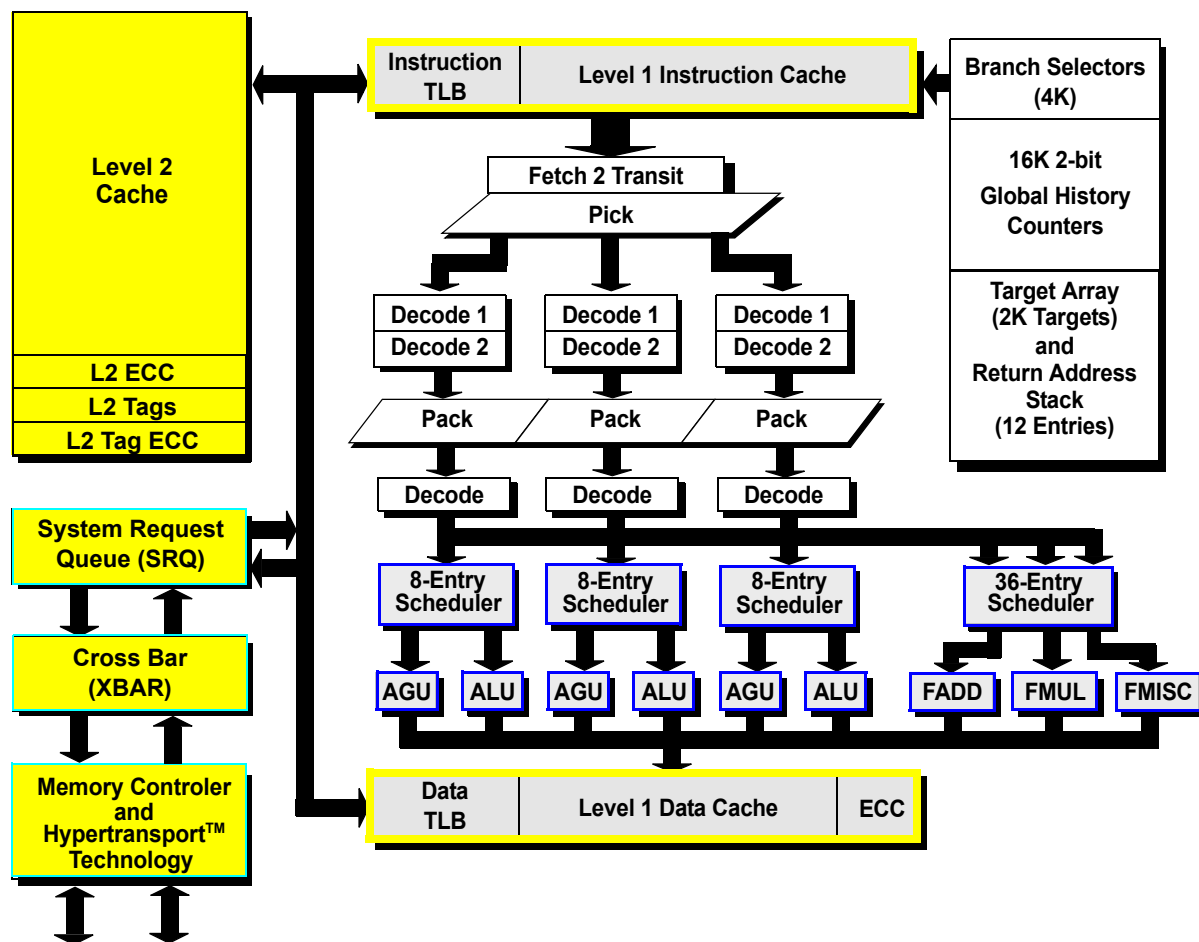 Level 2
Cache
L2 ECC
L2 Tags
L2 Tag ECC
System Request
Queue (SRQ)
Cross Bar
(XBAR)
Memory Controler
and
Hypertransport™
Technology
Instruction
TLB
Level 1 Instruction Cache
Fetch 2 Transit
Pick
Decode 1
Decode 1
Decode 1
Decode 2
Decode 2
Decode 2
Pack
Pack
Pack
Decode
Decode
Decode
8-Entry
Scheduler
8-Entry
Scheduler
8-Entry
Scheduler
36-Entry
Scheduler
AGU
ALU
AGU
ALU
AGU
ALU
FADD
FMUL
FMISC
Data
TLB
Level 1 Data Cache
ECC
Branch Selectors
(4K)
16K 2-bit
Global History
Counters
Target Array
(2K Targets)
and
Return Address
Stack
(12 Entries)